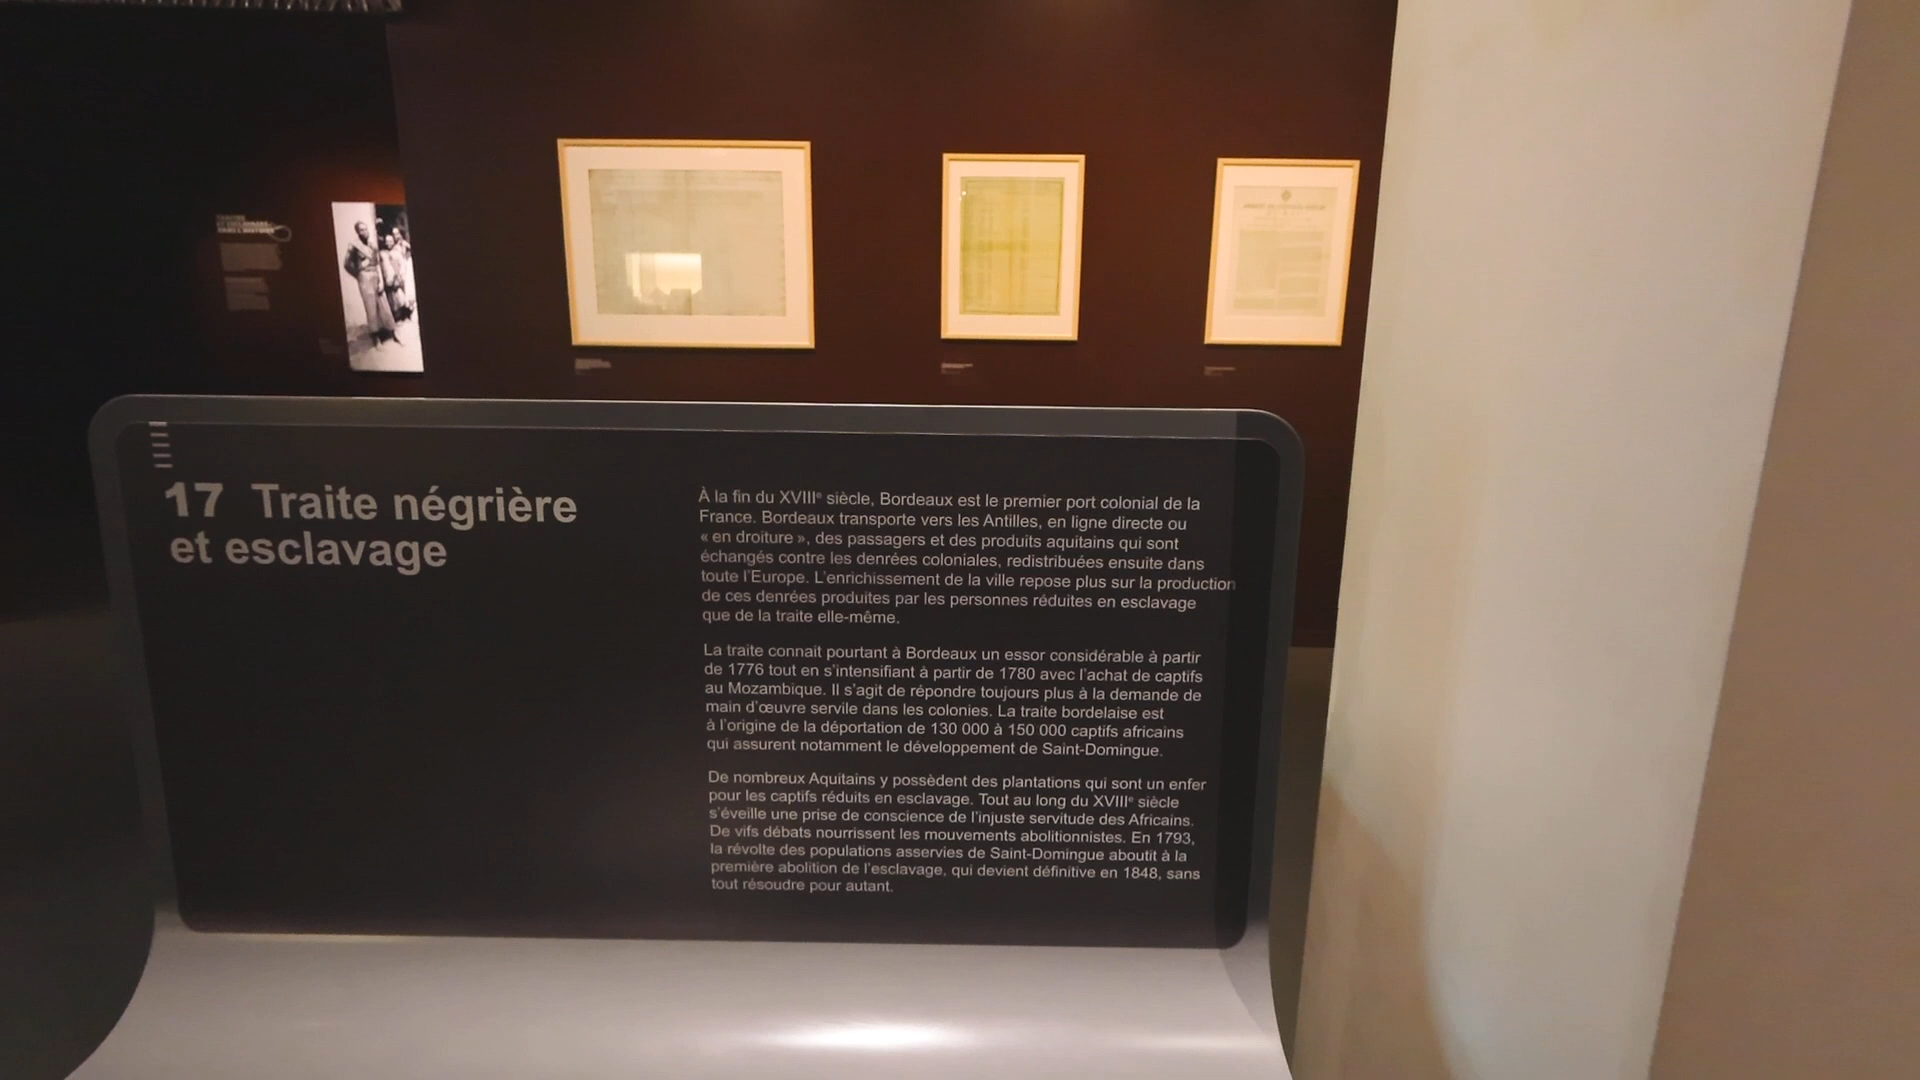 17 Traite négrière
et esclavage
À la fin du XVIIIe siècle, Bordeaux est le premier port colonial de la
France. Bordeaux transporte vers les Antilles, en ligne directe ou
« en droiture », des passagers et des produits aquitains qui sont
échangés contre les denrées coloniales, redistribuées ensuite dans
toute l'Europe. L'enrichissement de la ville repose plus sur la production
de ces denrées produites par les personnes réduites en esclavage
que de la traite elle-même.
La traite connait pourtant à Bordeaux un essor considérable à partir
de 1776 tout en s'intensifiant à partir de 1780 avec l'achat de captifs
au Mozambique. Il s'agit de répondre toujours plus à la demande de
main d'œuvre servile dans les colonies. La traite bordelaise est
à l'origine de la déportation de 130 000 à 150 000 captifs africains
qui assurent notamment le développement de Saint-Domingue.
De nombreux Aquitains y possèdent des plantations qui sont un enfer
pour les captifs réduits en esclavage. Tout au long du XVIIIe siècle
s'éveille une prise de conscience de l'injuste servitude des Africains.
De vifs débats nourrissent les mouvements abolitionnistes. En 1793,
la révolte des populations asservies de Saint-Domingue aboutit à la
première abolition de l'esclavage, qui devient définitive en 1848, sans
tout résoudre pour autant.